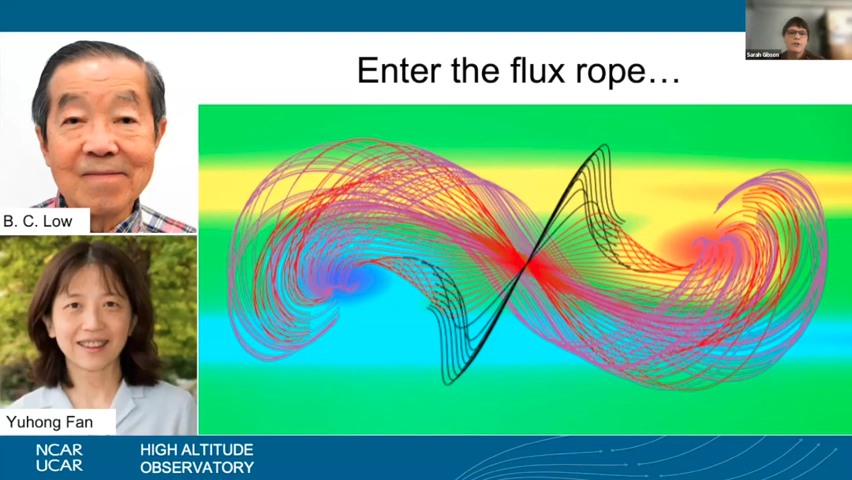 Enter the flux rope…
Sarah Gibson
B. C. Low
Yuhong Fan
NCAR
UCAR
HIGH ALTITUDE
OBSERVATORY